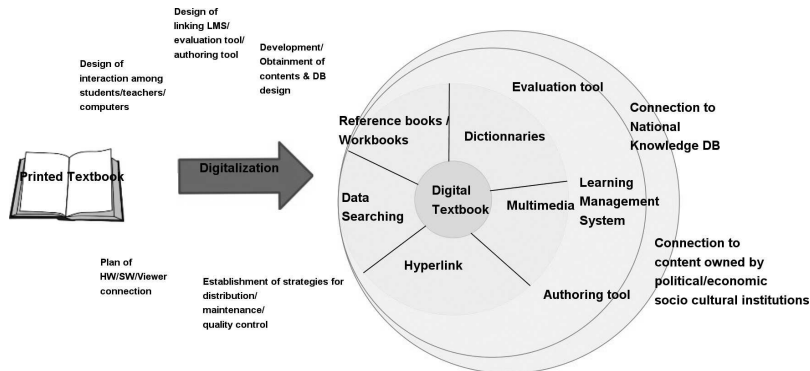 Design of
linking LMS/
evaluation tool/
authoring tool
Design of
interaction among
students/teachers/
computers
Development/
Obtainment of
contents & DB
design
Printed Textbook
Digitalization
Plan of
HW/SW/Viewer
connection
Establishment of strategies for
distribution/
maintenance/
quality control
Reference books /
Workbooks
Dictionnaries
Data
Searching
Digital
Textbook
Multimedia
Hyperlink
Evaluation tool
Learning
Management
System
Authoring tool
Connection to
National
Knowledge DB
Connection to
content owned by
political/economic
socio cultural institutions